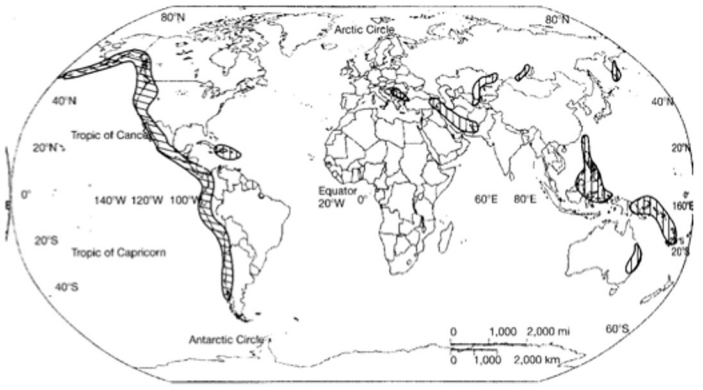 80°N 80°N
Arctic Circle
40°N 40°N
Tropic of Cance
20°N 20°N
0° 140°W 120°W 100°W Equator 0° 60°E 80°E 0°
20°W 160°E
20°S 20°S
Tropic of Capricorn
40°S
60°S
0 1,000 2,000 mi
Antarctic Circle
0 1,000 2,000 km